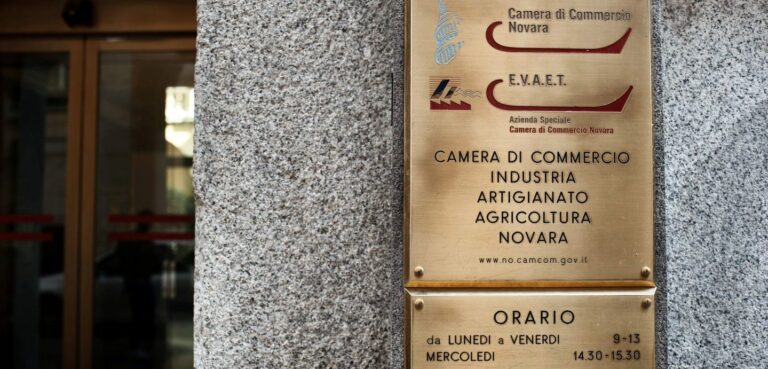 Camera di Commercio
Novara
E.V.A.E.T.
Azienda Speciale
Camera di Commercio Novara
CAMERA DI COMMERCIO
INDUSTRIA
ARTIGIANATO
AGRICOLTURA
NOVARA
www.no.camcom.gov.it
ORARIO
da LUNEDI a VENERDI 9-13
MERCOLEDI 14.30-15.30